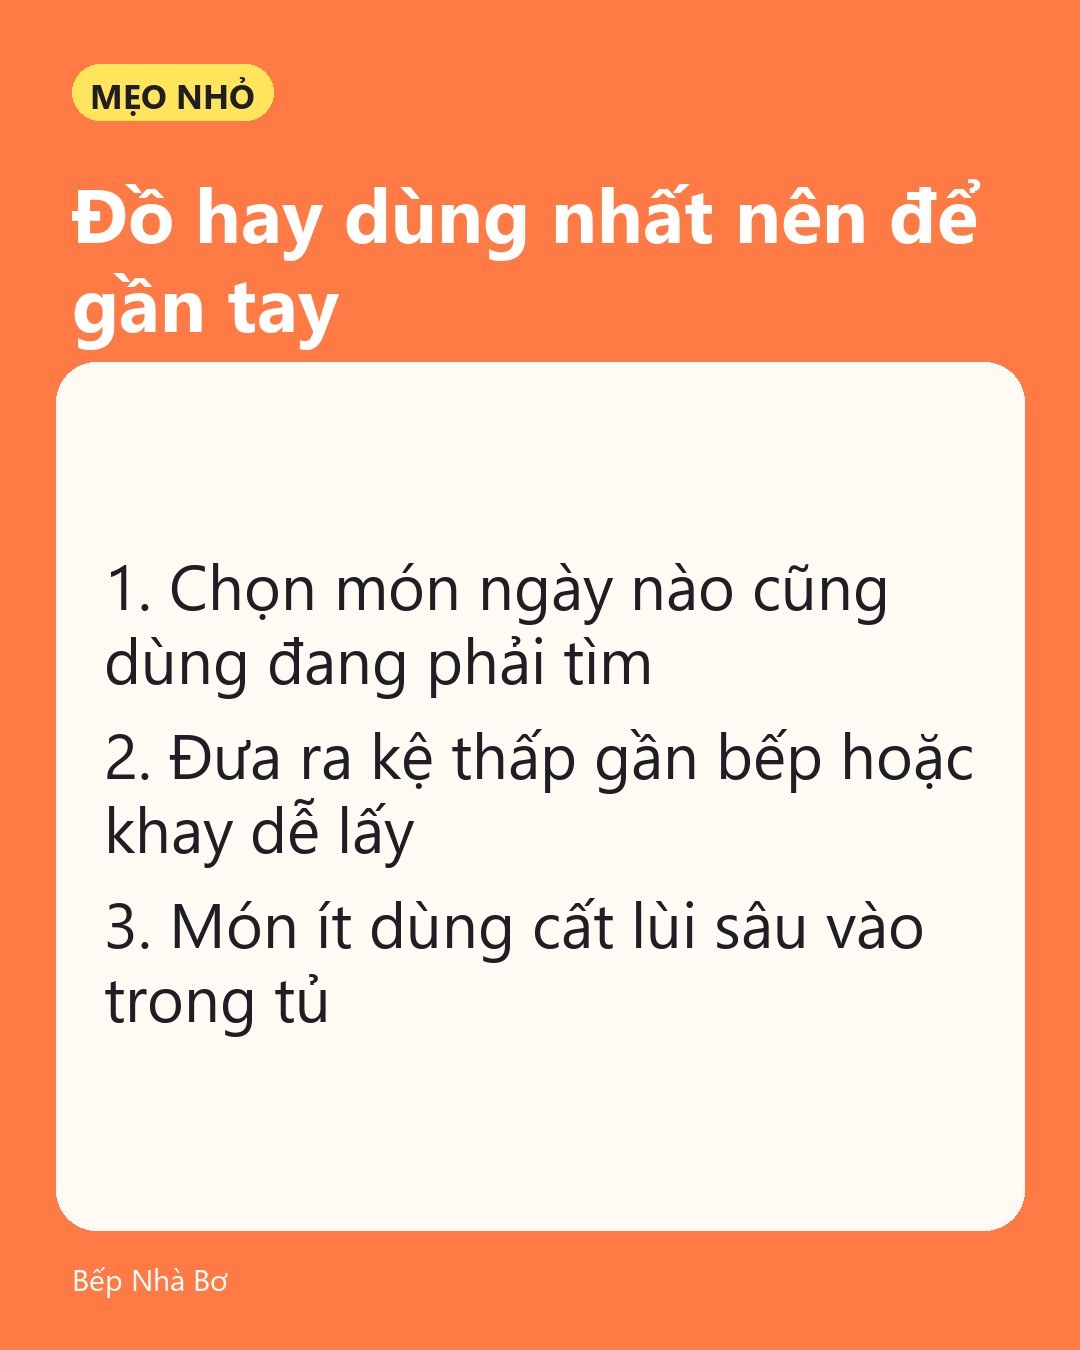 MẸO NHỎ
Đồ hay dùng nhất nên để
gần tay
1. Chọn món ngày nào cũng
dùng đang phải tìm
2. Đưa ra kệ thấp gần bếp hoặc
khay dễ lấy
3. Món ít dùng cất lùi sâu vào
trong tủ
Bếp Nhà Bơ